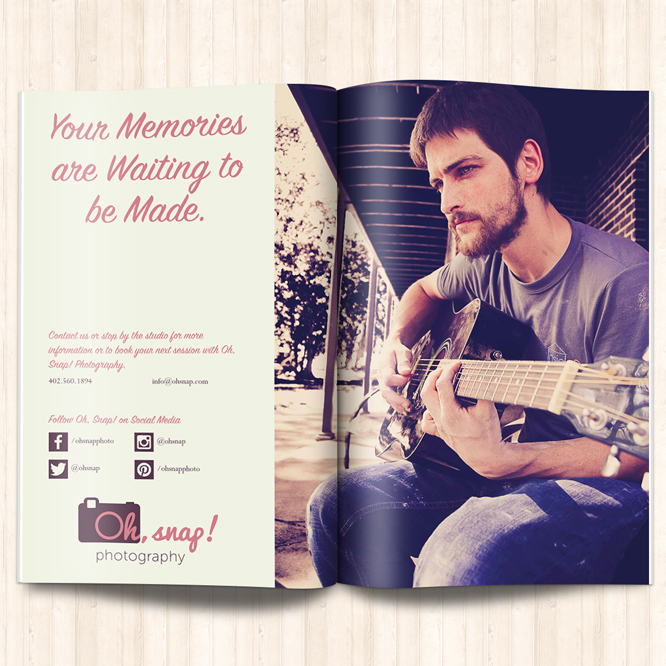 Your Memories
are Waiting to
be Made.
Contact us or stop by the studio for more
information or to book your next session with Oh,
Snap! Photography.
402.560.1894 info@ohsnap.com
Follow Oh, Snap! on Social Media
/ohsnapphoto @ohsnap
@ohsnap /ohsnapphoto
Oh, snap!
photography